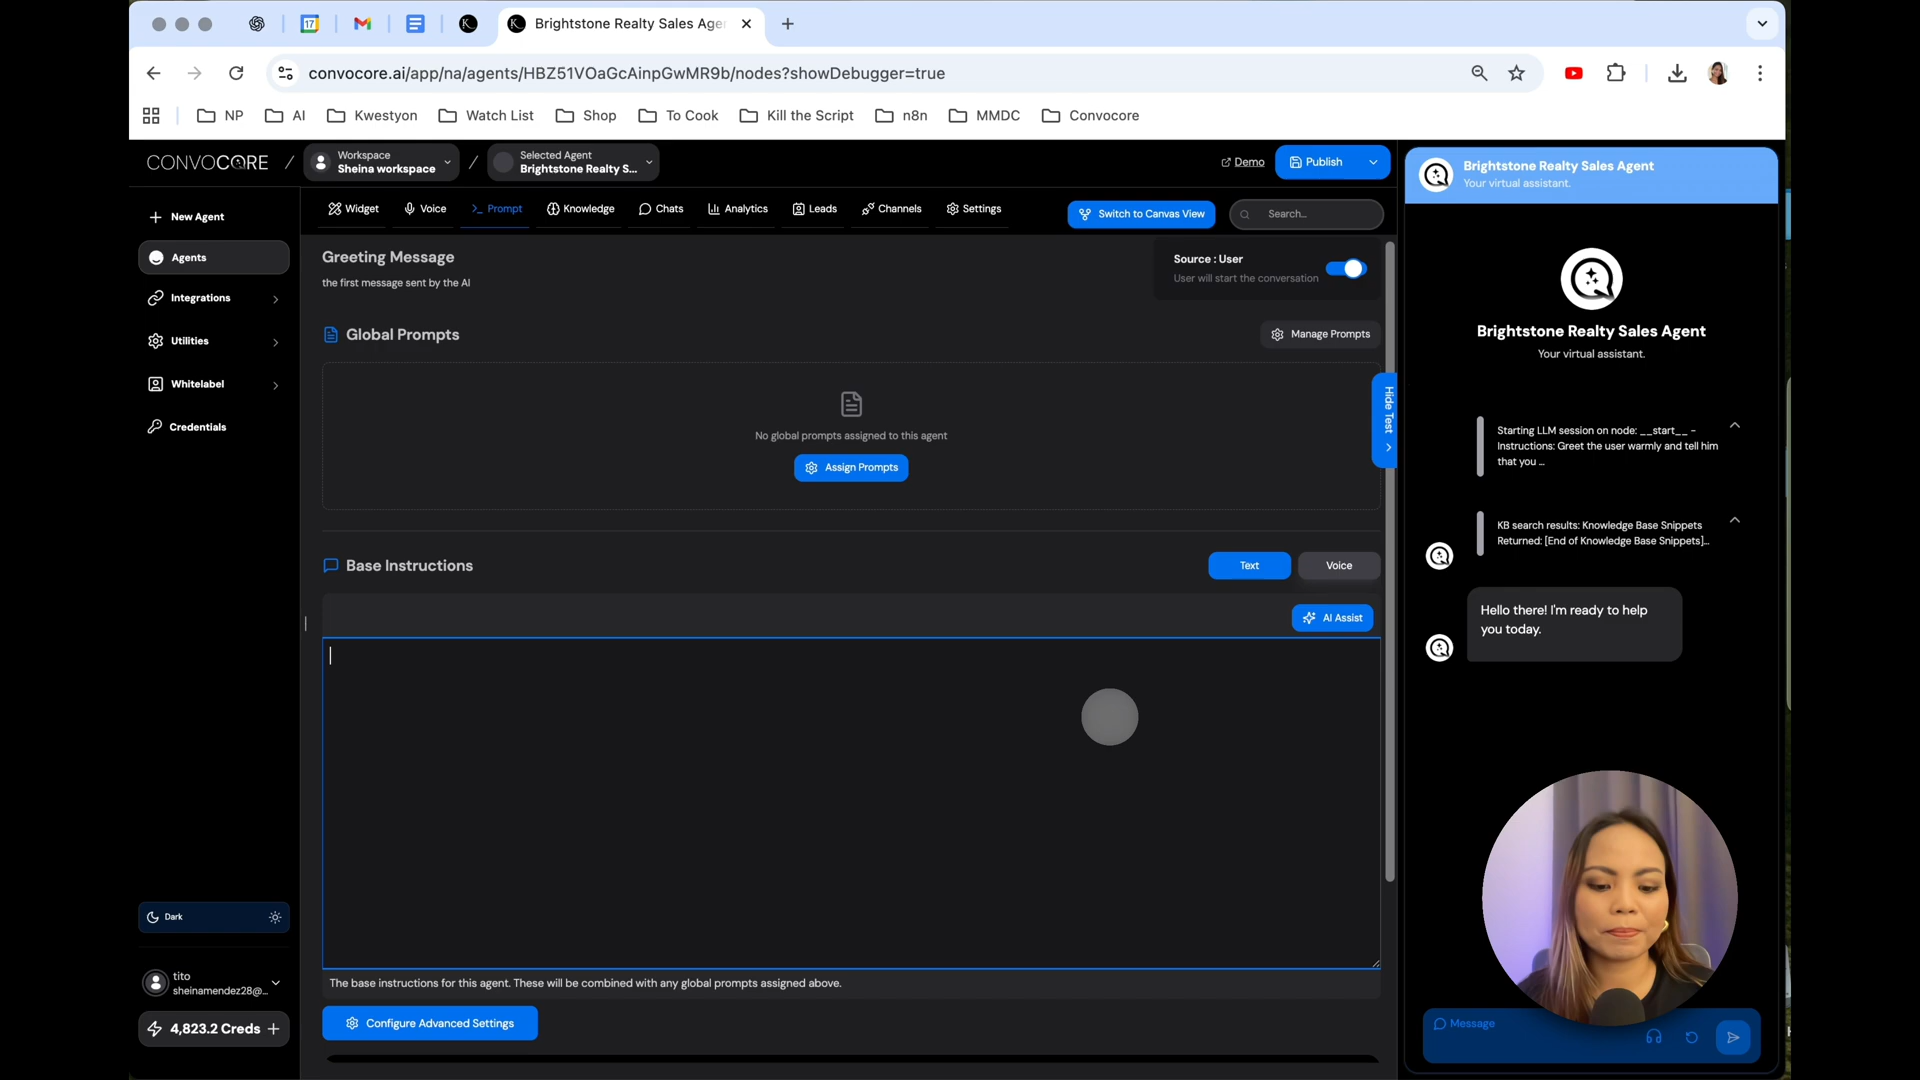 Brightstone Realty Sales Age
convocore.ai/app/na/agents/HBZ51VOaGcAinpGwMR9b/nodes?showDebugger=true
NP
AI
Kwestyon
Watch List
Shop
To Cook
Kill the Script
n8n
MMDC
Convocore
CONVOCORE
/
Workspace
Sheina workspace
/
Selected Agent
Brightstone Realty S...
Demo
Publish
New Agent
Agents
Integrations
Utilities
Whitelabel
Credentials
Dark
tito
sheinamendez28@...
4,823.2 Creds +
Widget
Voice
Prompt
Knowledge
Chats
Analytics
Leads
Channels
Settings
Switch to Canvas View
Search...
Greeting Message
the first message sent by the AI
Source : User
User will start the conversation
Global Prompts
Manage Prompts
No global prompts assigned to this agent
Assign Prompts
Hide Test
Base Instructions
Text
Voice
AI Assist
The base instructions for this agent. These will be combined with any global prompts assigned above.
Configure Advanced Settings
Brightstone Realty Sales Agent
Your virtual assistant.
Brightstone Realty Sales Agent
Your virtual assistant.
Starting LLM session on node: __start__ -
Instructions: Greet the user warmly and tell him
that you ...
KB search results: Knowledge Base Snippets
Returned: [End of Knowledge Base Snippets]...
Hello there! I'm ready to help
you today.
Message